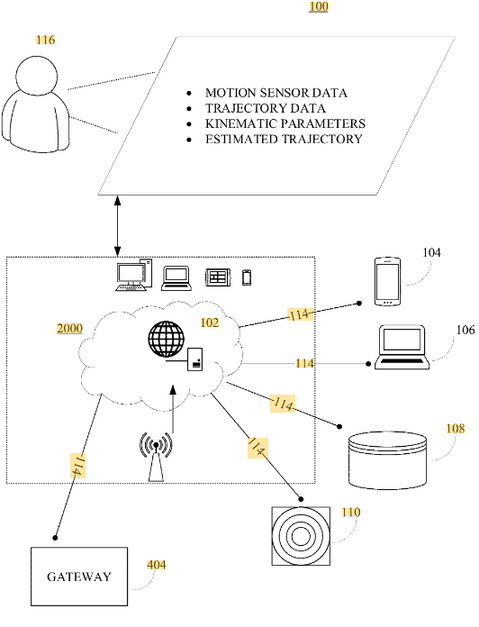 100
116
• MOTION SENSOR DATA
• TRAJECTORY DATA
• KINEMATIC PARAMETERS
• ESTIMATED TRAJECTORY
104
2000
102
114
106
114
114
108
114
114
110
GATEWAY
404